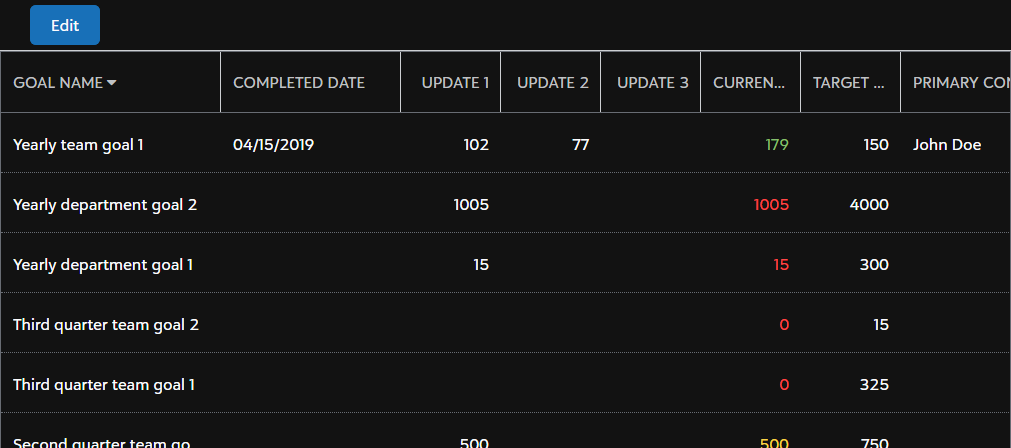 Edit
GOAL NAME COMPLETED DATE UPDATE 1 UPDATE 2 UPDATE 3 CURREN... TARGET ... PRIMARY CON
Yearly team goal 1 04/15/2019 102 77 179 150 John Doe
Yearly department goal 2 1005 1005 4000
Yearly department goal 1 15 15 300
Third quarter team goal 2 0 15
Third quarter team goal 1 0 325
Second quarter team go 500 500 750